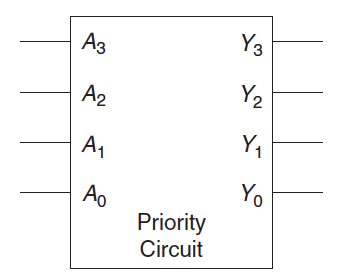 A3 Y3
A2 Y2
A1 Y1
A0 Y0
Priority
Circuit